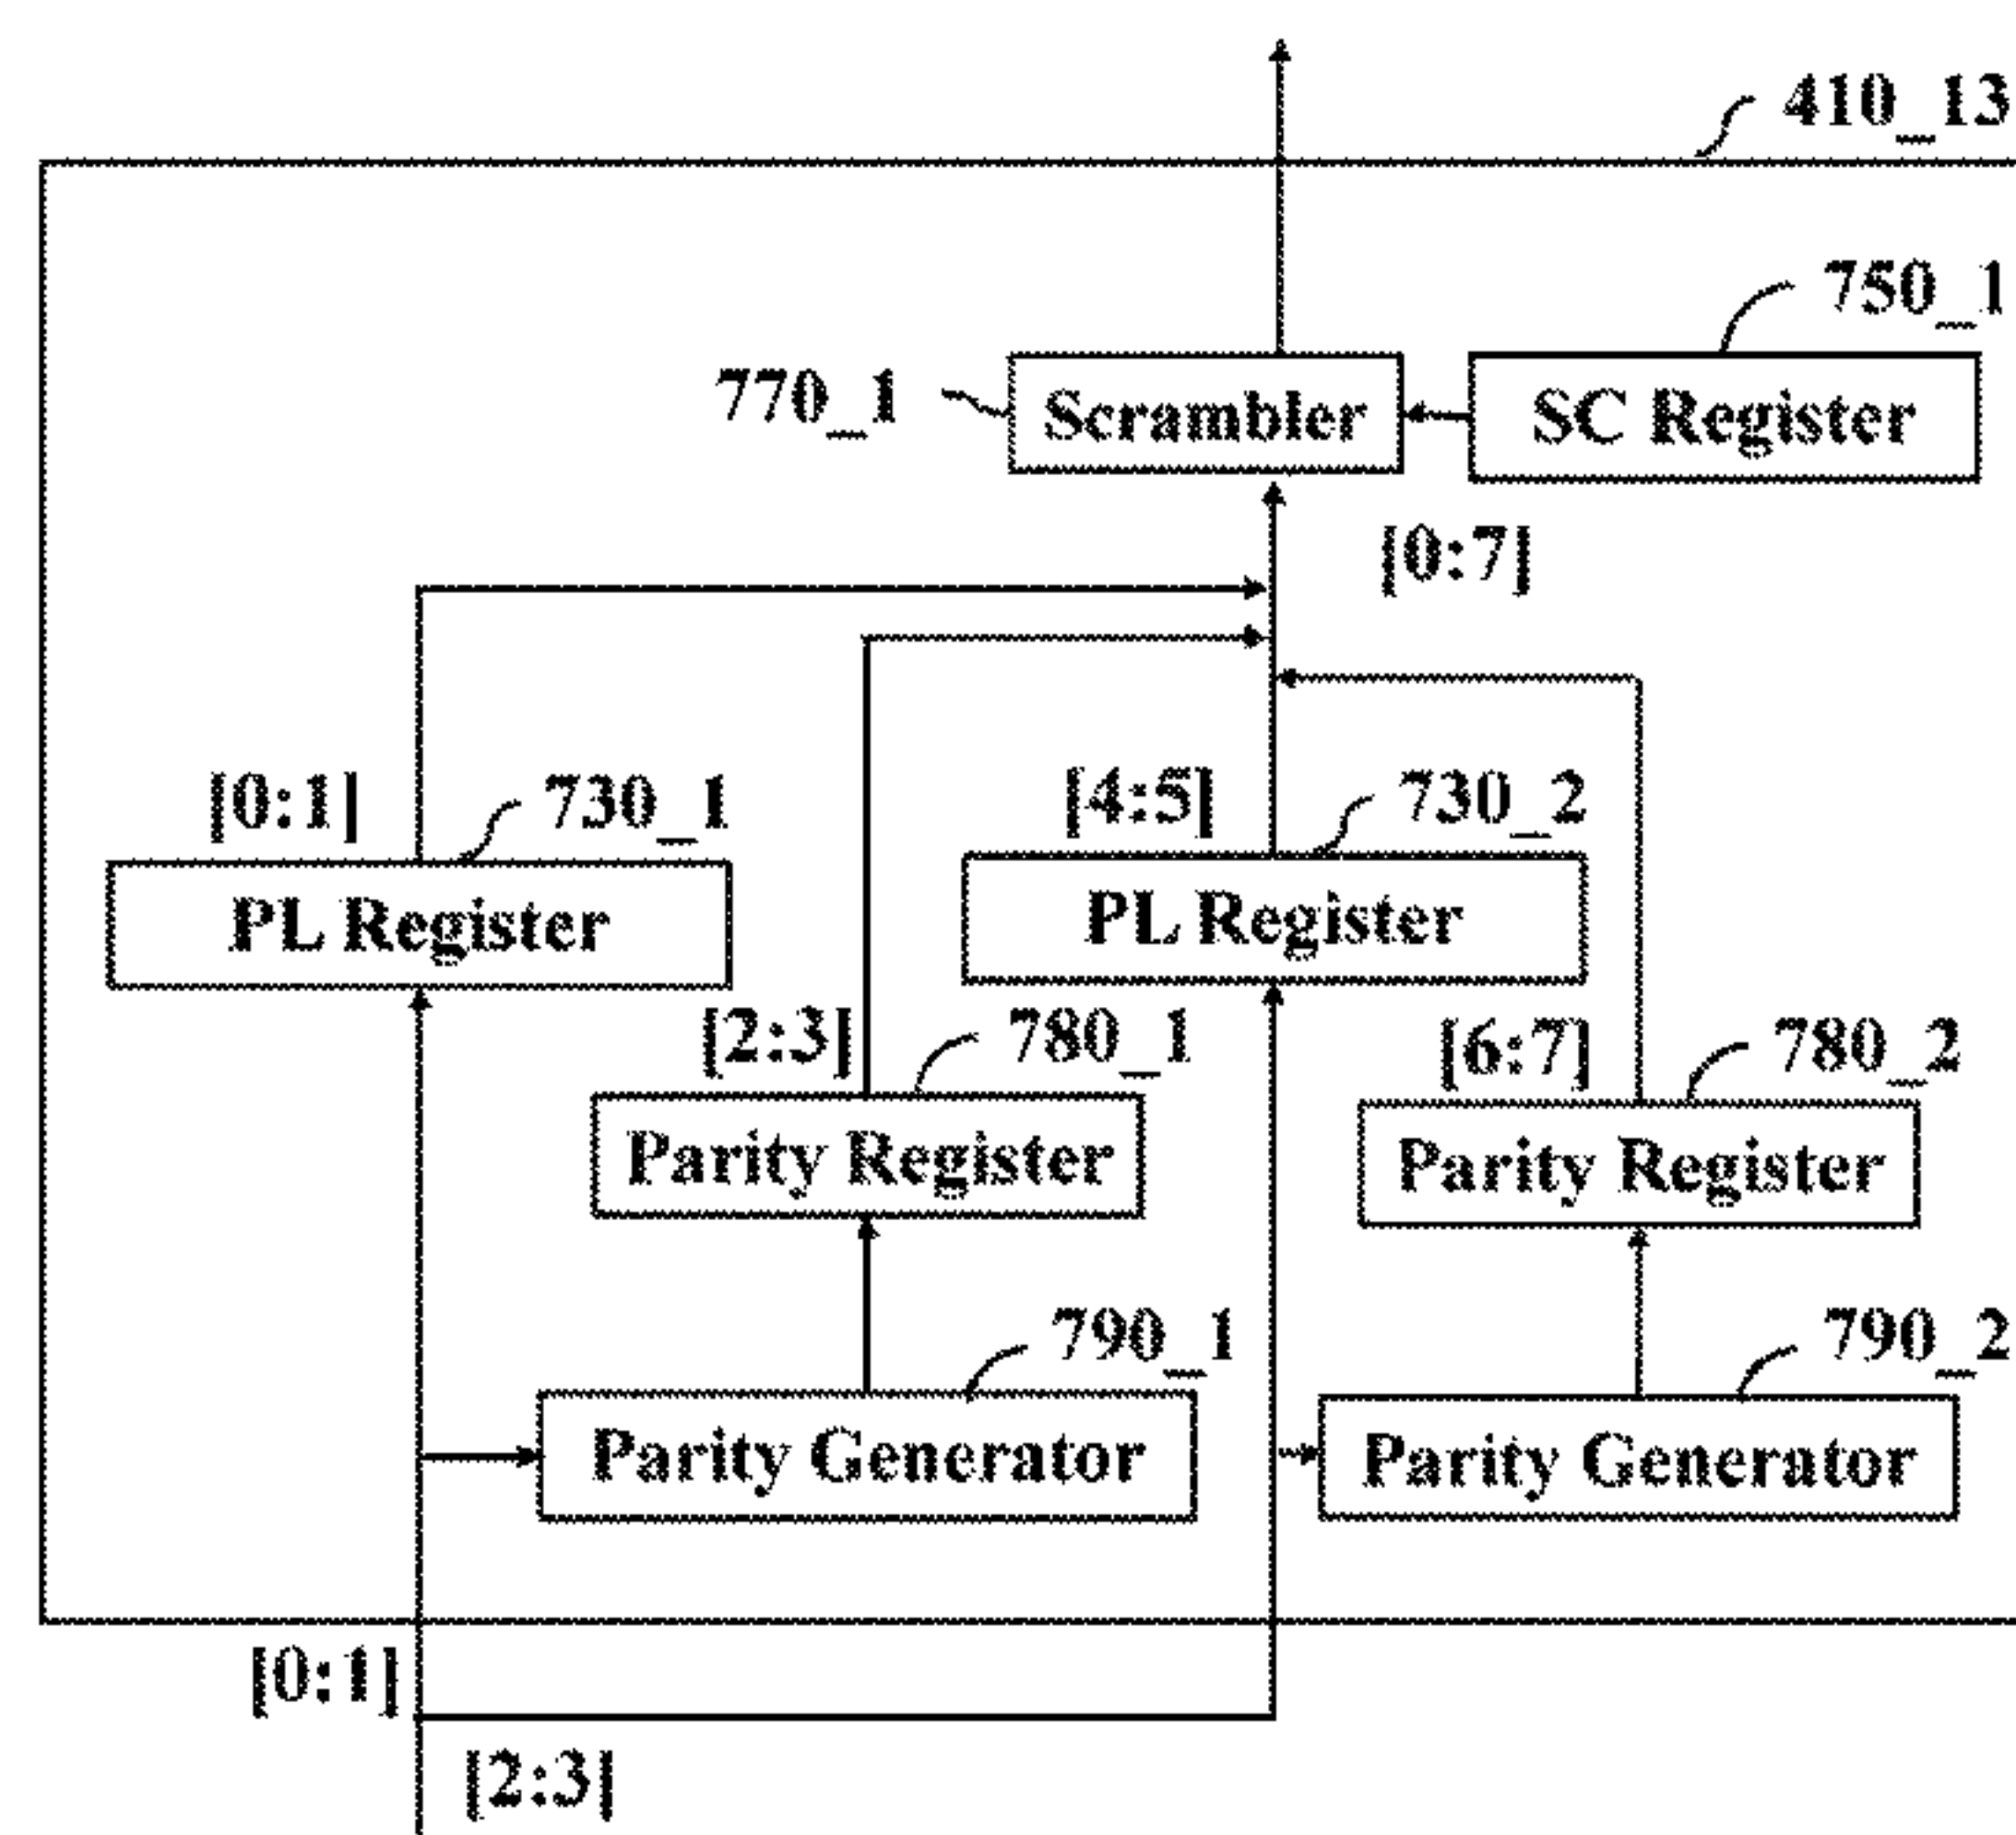 410_13
750_1
770_1
Scrambler
SC Register
[0:7]
[0:1]
730_1
[4:5]
730_2
PL Register
PL Register
[2:3]
780_1
[6:7]
780_2
Parity Register
Parity Register
790_1
790_2
Parity Generator
Parity Generator
[0:1]
[2:3]